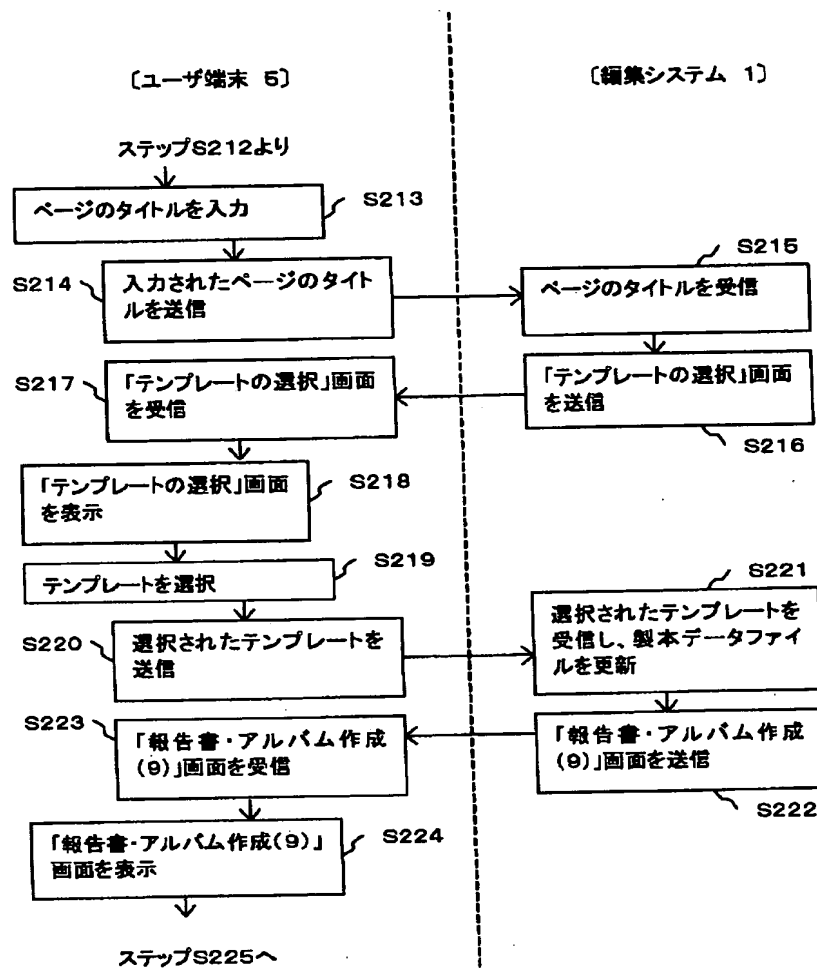 〔ユーザ端末 5〕
〔編集システム 1〕
ステップS212より
ページのタイトルを入力
S213
S214
入力されたページのタイト
ルを送信
S215
ページのタイトルを受信
S217
「テンプレートの選択」画面
を受信
「テンプレートの選択」画面
を送信
S216
「テンプレートの選択」画面
を表示
S218
テンプレートを選択
S219
S220
選択されたテンプレートを
送信
S221
選択されたテンプレートを
受信し、製本データファイ
ルを更新
S223
「報告書・アルバム作成
(9)」画面を受信
「報告書・アルバム作成
(9)」画面を送信
S222
「報告書・アルバム作成(9)」
画面を表示
S224
ステップS225へ